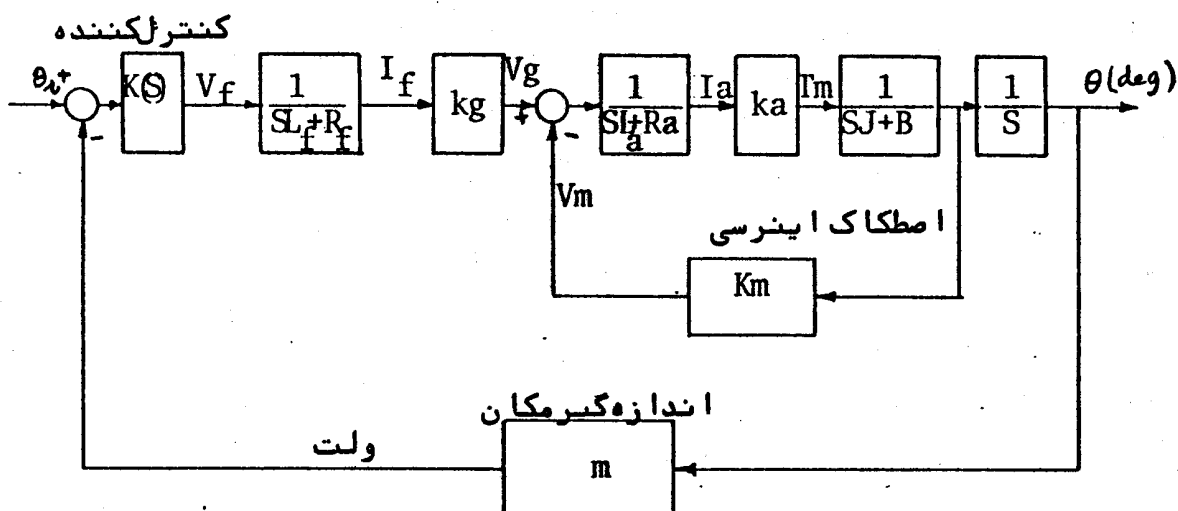 کنترل‌کننده
θr + K(S) Vf 1 If kg Vg 1 Ia ka Tm 1 1 θ(deg)
- SLf+Rf + - SLa+Ra SJ+B S
Vm
اصطکاک اینرسی
Km
اندازه‌گیر مکان
ولت
m